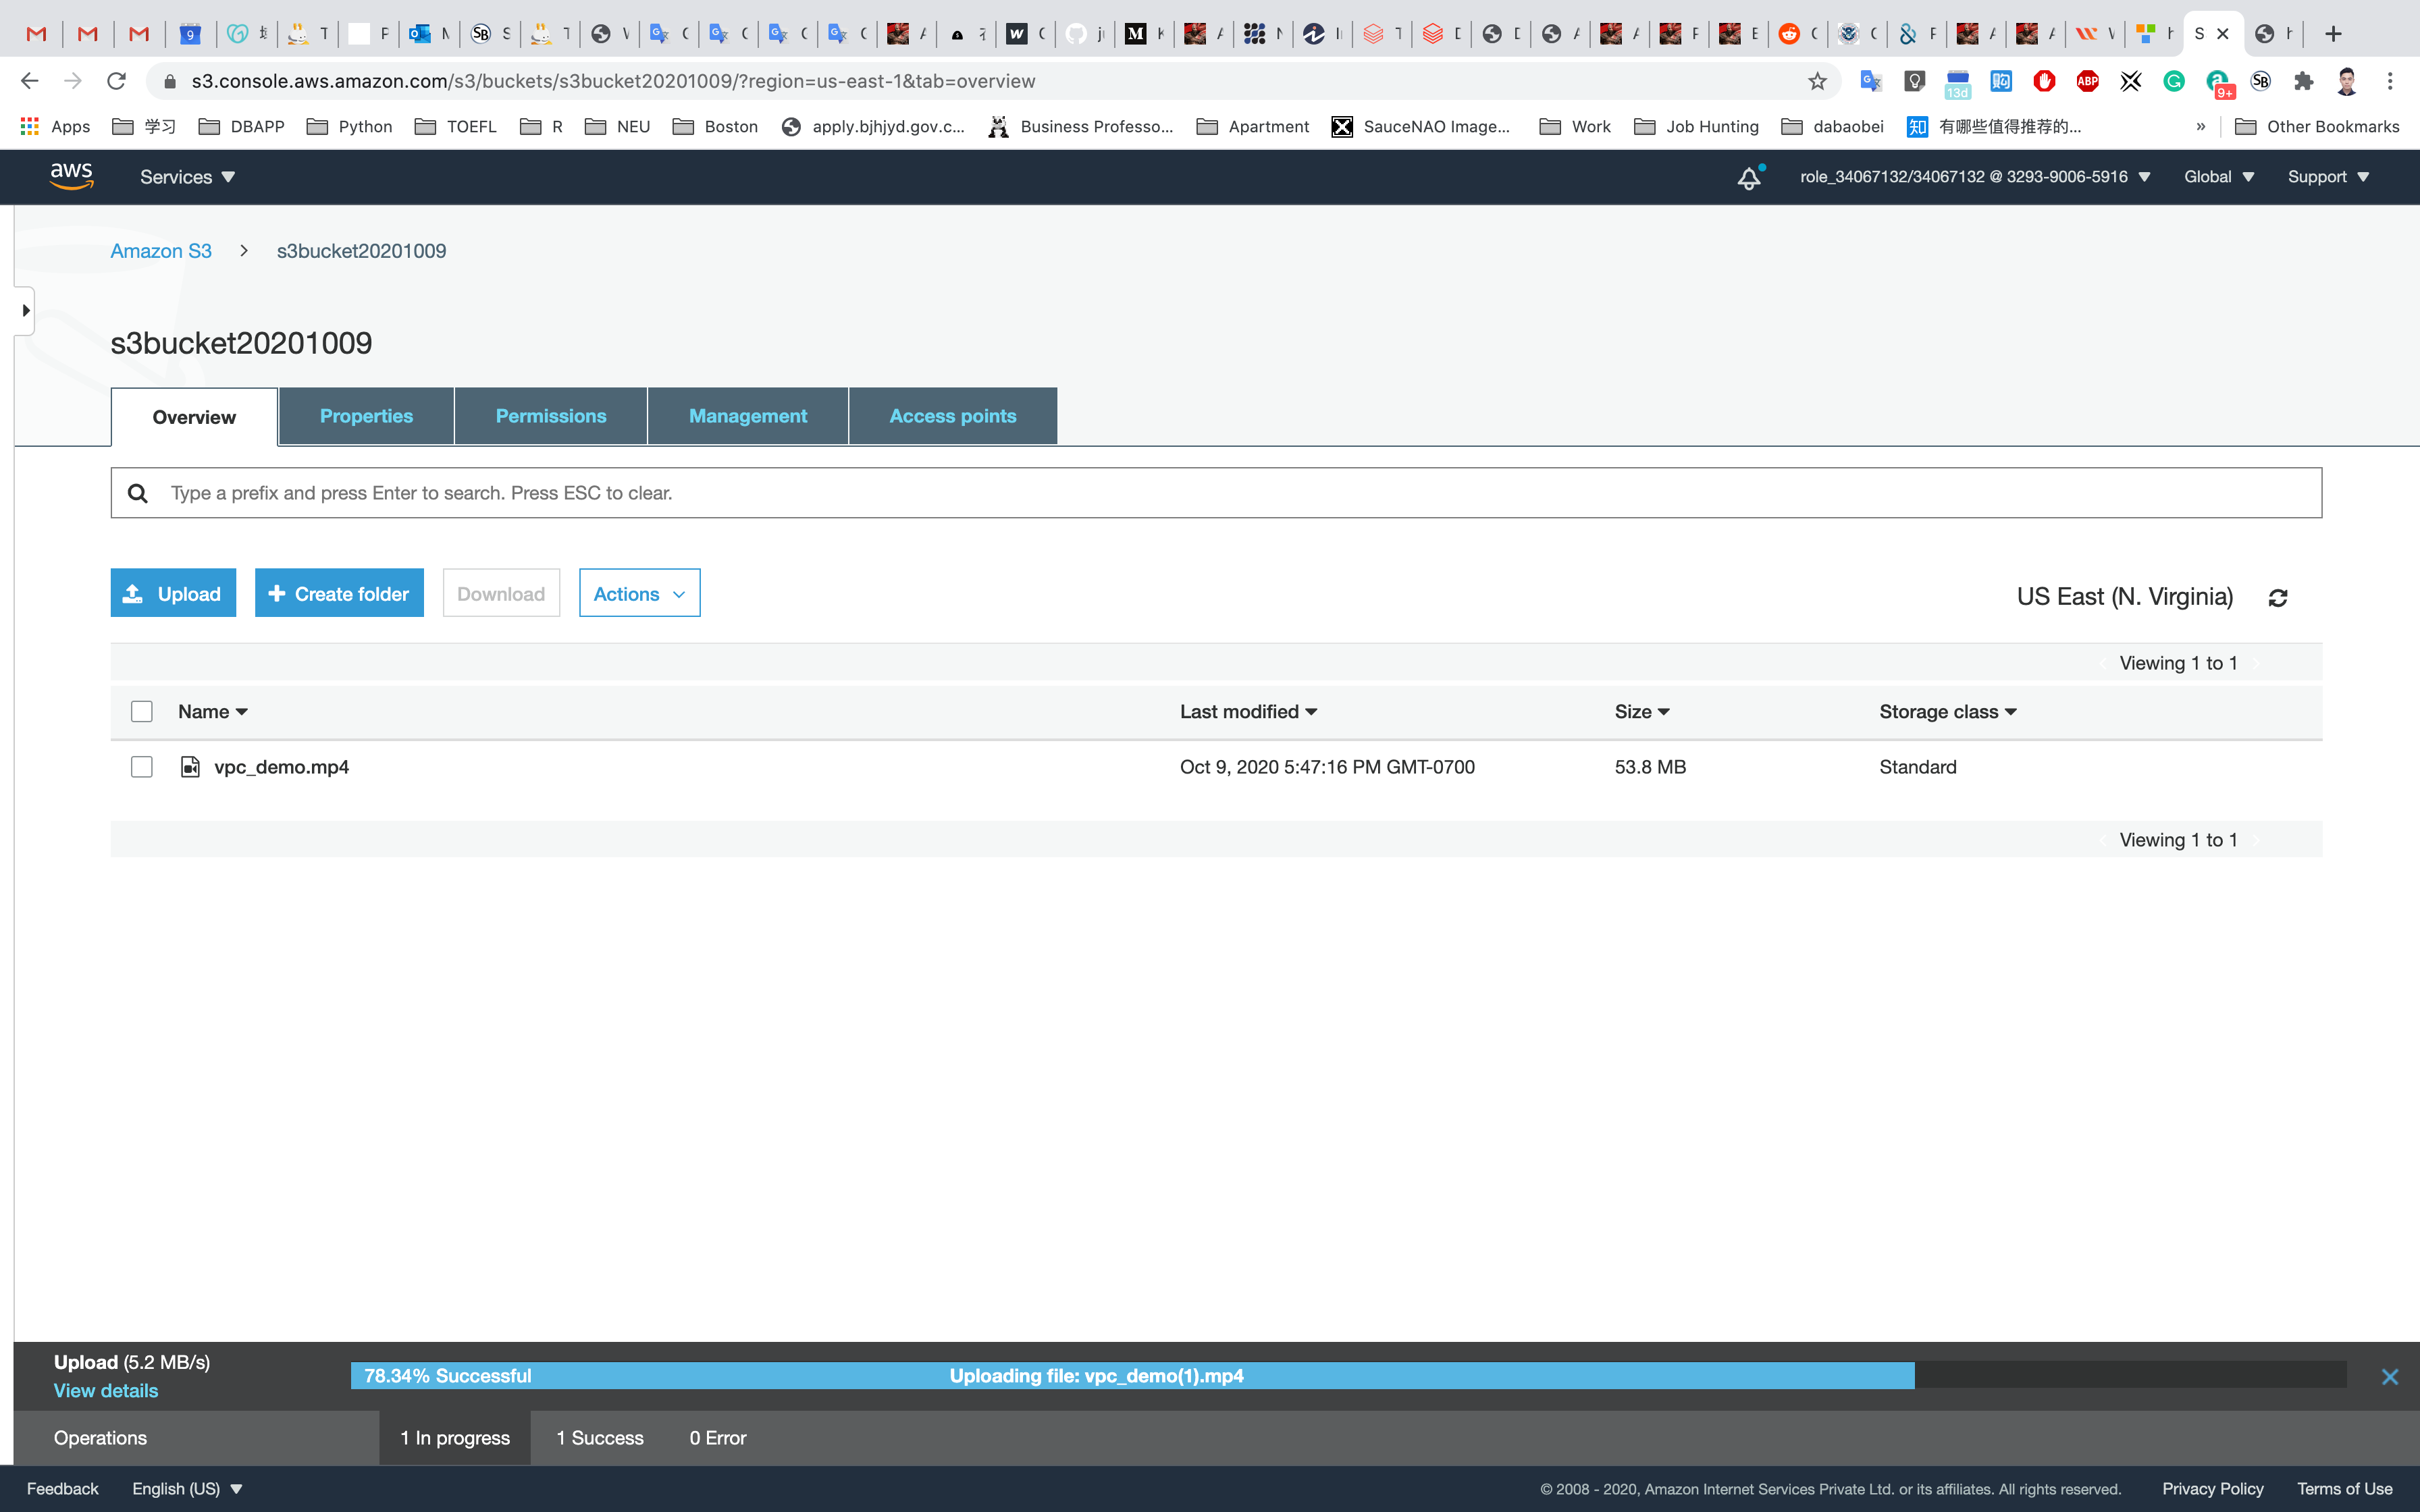 s3.console.aws.amazon.com/s3/buckets/s3bucket20201009/?region=us-east-1&tab=overview
Apps 学习 DBAPP Python TOEFL R NEU Boston apply.bjhjyd.gov.c... Business Professo... Apartment SauceNAO Image... Work Job Hunting dabaobei 有哪些值得推荐的... » Other Bookmarks
aws Services role_34067132/34067132 @ 3293-9006-5916 Global Support
Amazon S3 > s3bucket20201009
s3bucket20201009
Overview Properties Permissions Management Access points
Type a prefix and press Enter to search. Press ESC to clear.
Upload Create folder Download Actions US East (N. Virginia)
Viewing 1 to 1
Name Last modified Size Storage class
vpc_demo.mp4 Oct 9, 2020 5:47:16 PM GMT-0700 53.8 MB Standard
Viewing 1 to 1
Upload (5.2 MB/s) 78.34% Successful Uploading file: vpc_demo(1).mp4
View details
Operations 1 In progress 1 Success 0 Error
Feedback English (US) © 2008 - 2020, Amazon Internet Services Private Ltd. or its affiliates. All rights reserved. Privacy Policy Terms of Use